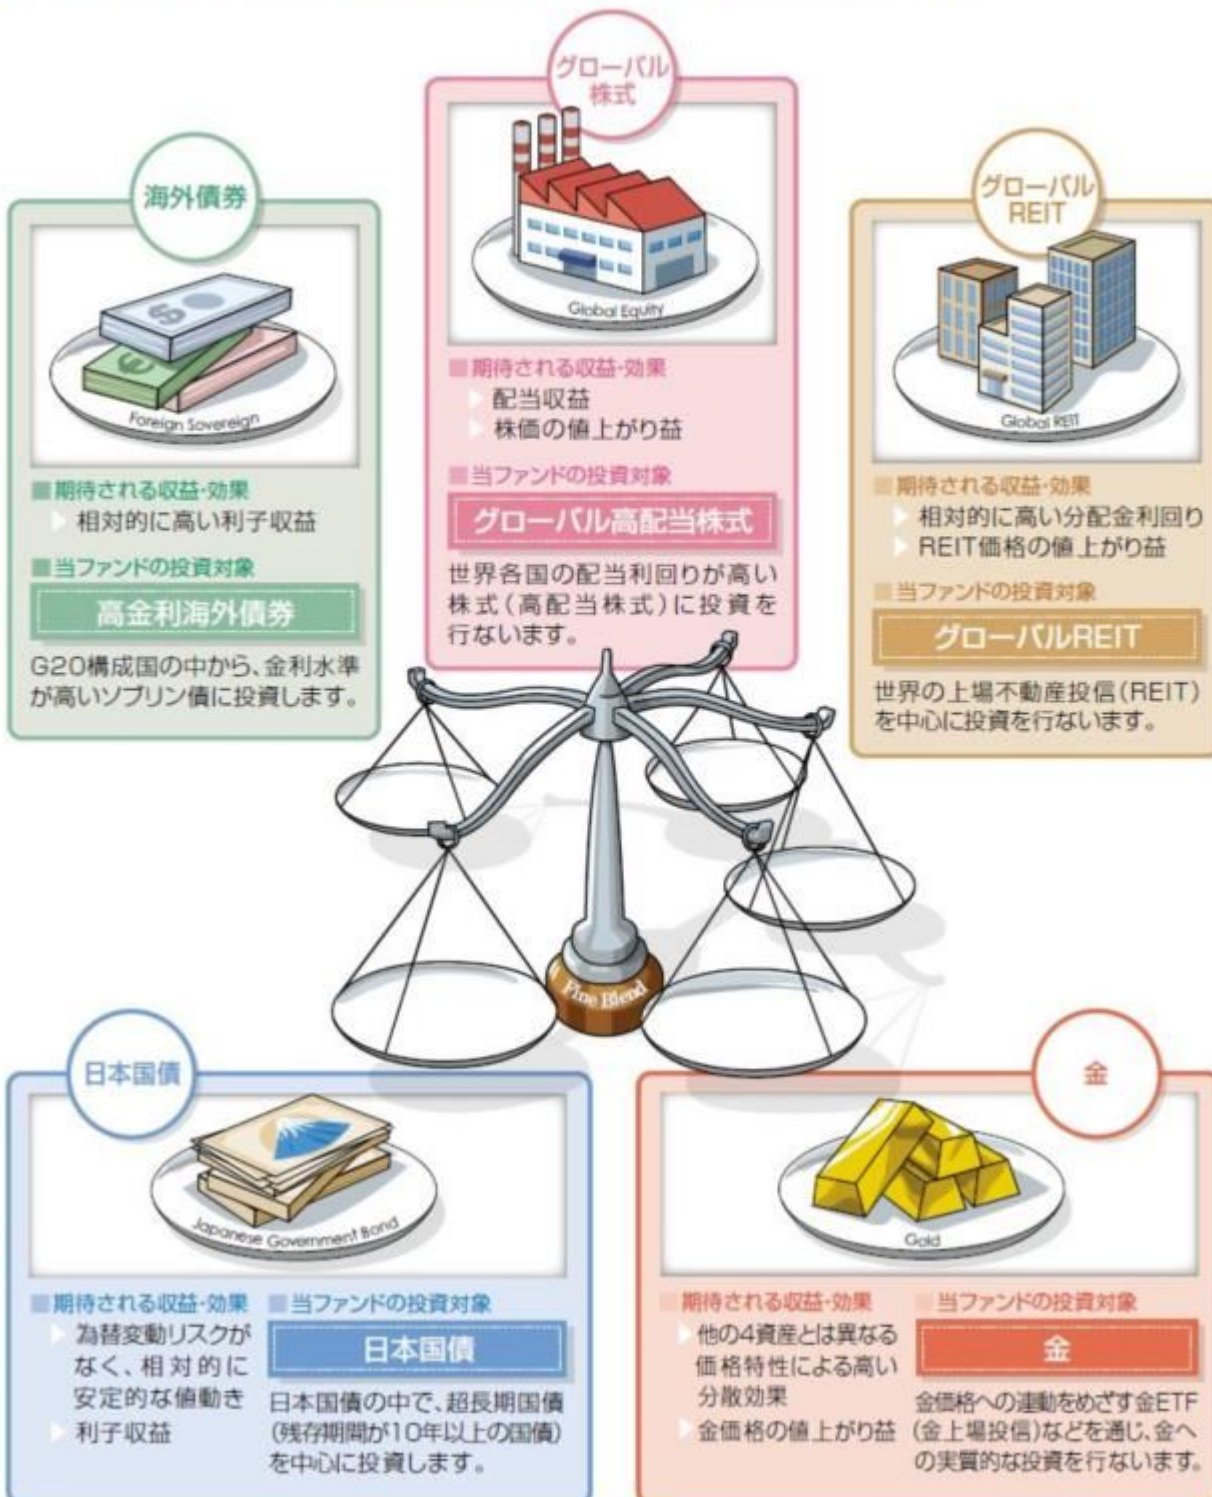 グローバル
株式
Global Equity
■期待される収益・効果
配当収益
株価の値上がり益
■当ファンドの投資対象
グローバル高配当株式
世界各国の配当利回りが高い
株式(高配当株式)に投資を
行ないます。
海外債券
Foreign Sovereign
■期待される収益・効果
相対的に高い利子収益
■当ファンドの投資対象
高金利海外債券
G20構成国の中から、金利水準
が高いソブリン債に投資します。
グローバル
REIT
Global REIT
■期待される収益・効果
相対的に高い分配金利回り
REIT価格の値上がり益
■当ファンドの投資対象
グローバルREIT
世界の上場不動産投信(REIT)
を中心に投資を行ないます。
Fine Blend
日本国債
Japanese Government Bond
■期待される収益・効果
為替変動リスクが
なく、相対的に
安定的な値動き
利子収益
■当ファンドの投資対象
日本国債
日本国債の中で、超長期国債
(残存期間が10年以上の国債)
を中心に投資します。
金
Gold
■期待される収益・効果
他の4資産とは異なる
価格特性による高い
分散効果
金価格の値上がり益
■当ファンドの投資対象
金
金価格への連動をめざす金ETF
(金上場投信)などを通じ、金へ
の実質的な投資を行ないます。